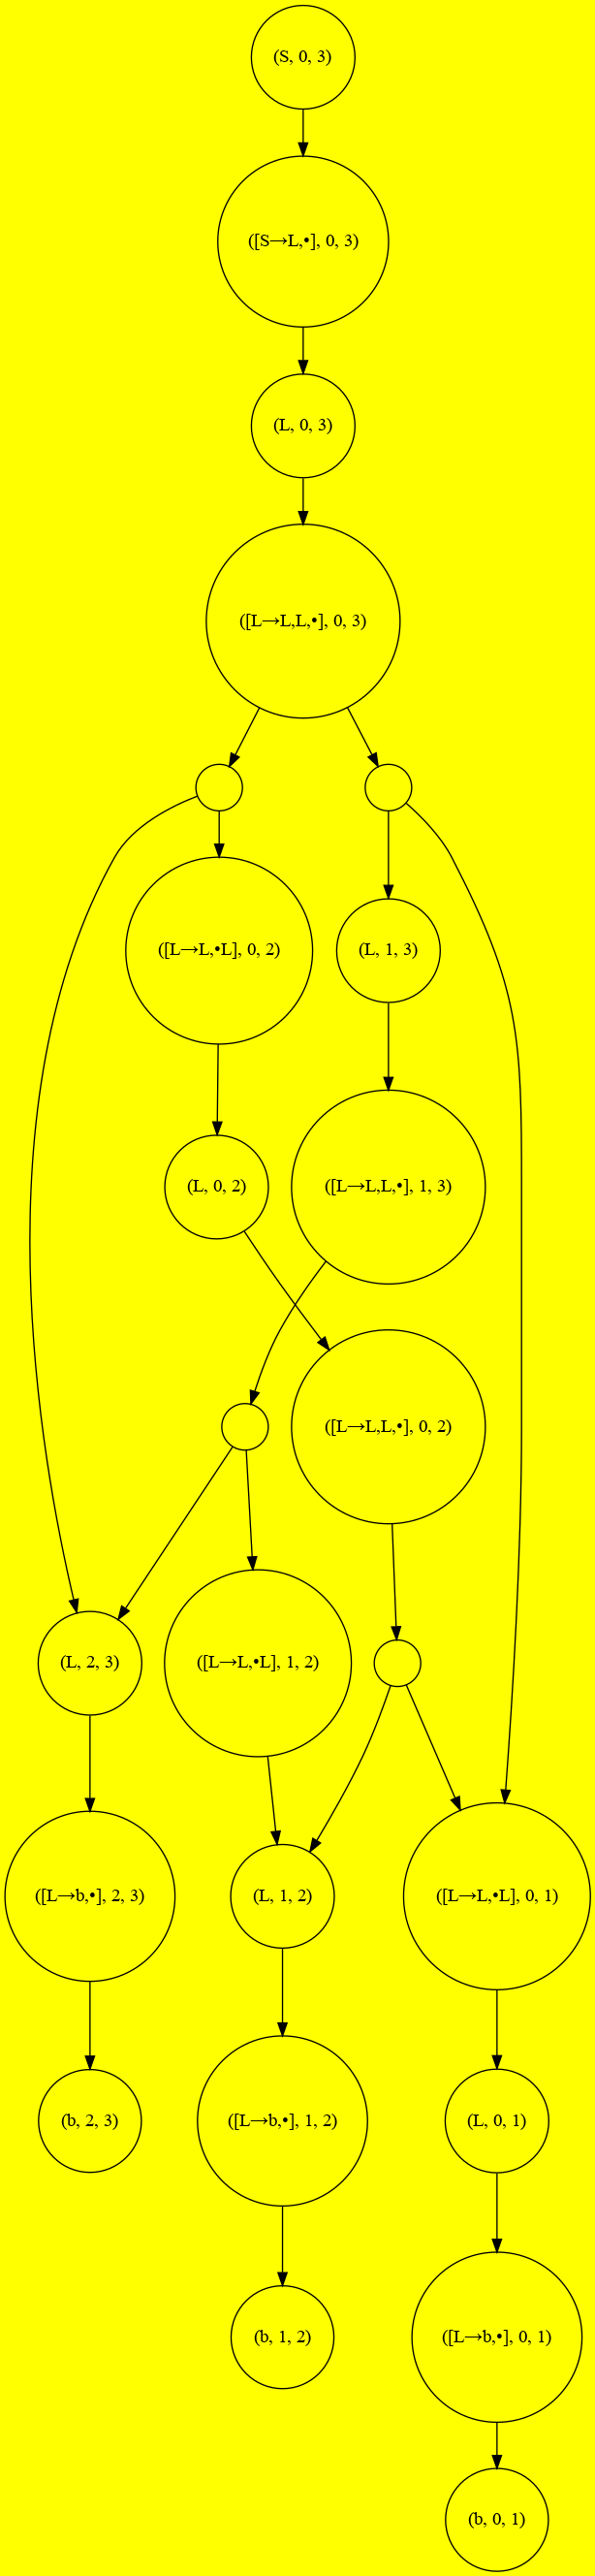 (S, 0, 3)
([S→L,•], 0, 3)
(L, 0, 3)
([L→L,L,•], 0, 3)
([L→L,•L], 0, 2)
(L, 1, 3)
(L, 0, 2)
([L→L,L,•], 1, 3)
([L→L,L,•], 0, 2)
(L, 2, 3)
([L→L,•L], 1, 2)
([L→b,•], 2, 3)
(L, 1, 2)
([L→L,•L], 0, 1)
(b, 2, 3)
([L→b,•], 1, 2)
(L, 0, 1)
(b, 1, 2)
([L→b,•], 0, 1)
(b, 0, 1)